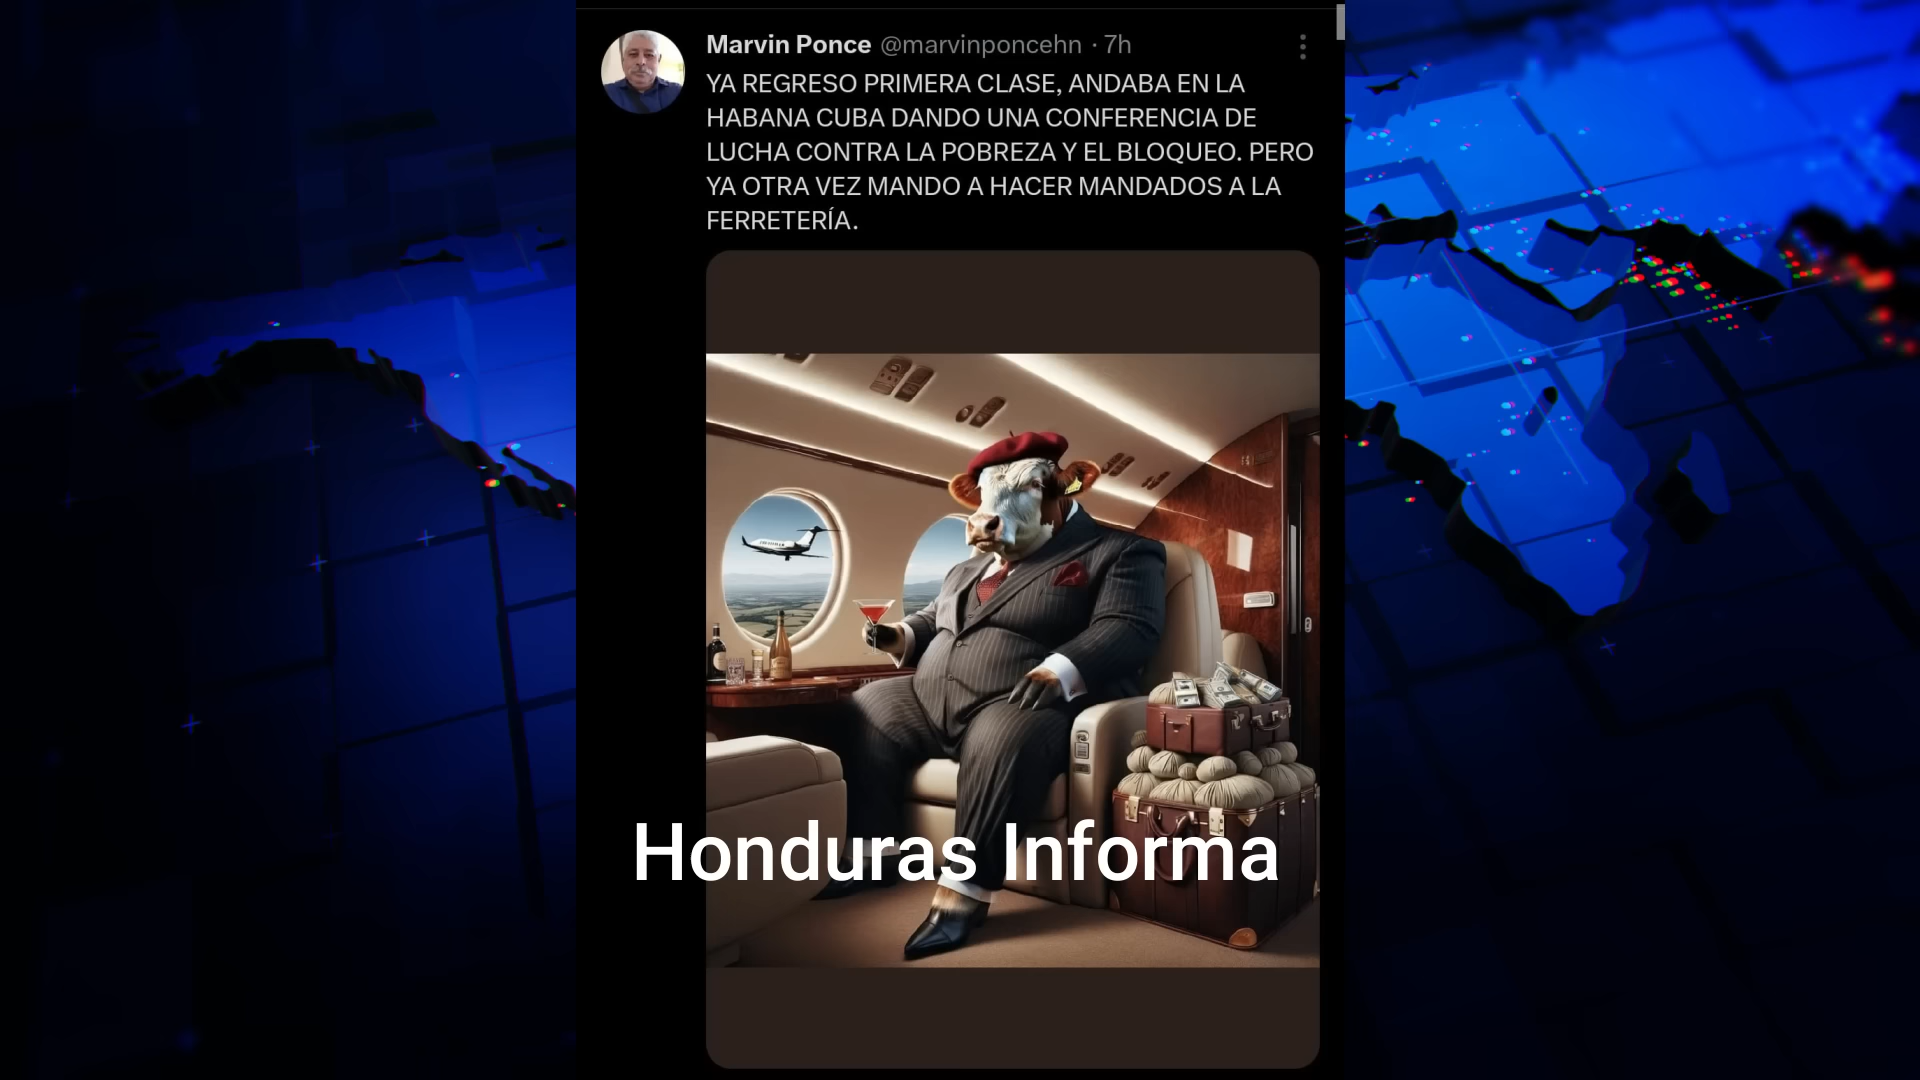 Marvin Ponce @marvinponcehn · 7h
YA REGRESO PRIMERA CLASE, ANDABA EN LA
HABANA CUBA DANDO UNA CONFERENCIA DE
LUCHA CONTRA LA POBREZA Y EL BLOQUEO. PERO
YA OTRA VEZ MANDO A HACER MANDADOS A LA
FERRETERÍA.
Honduras Informa